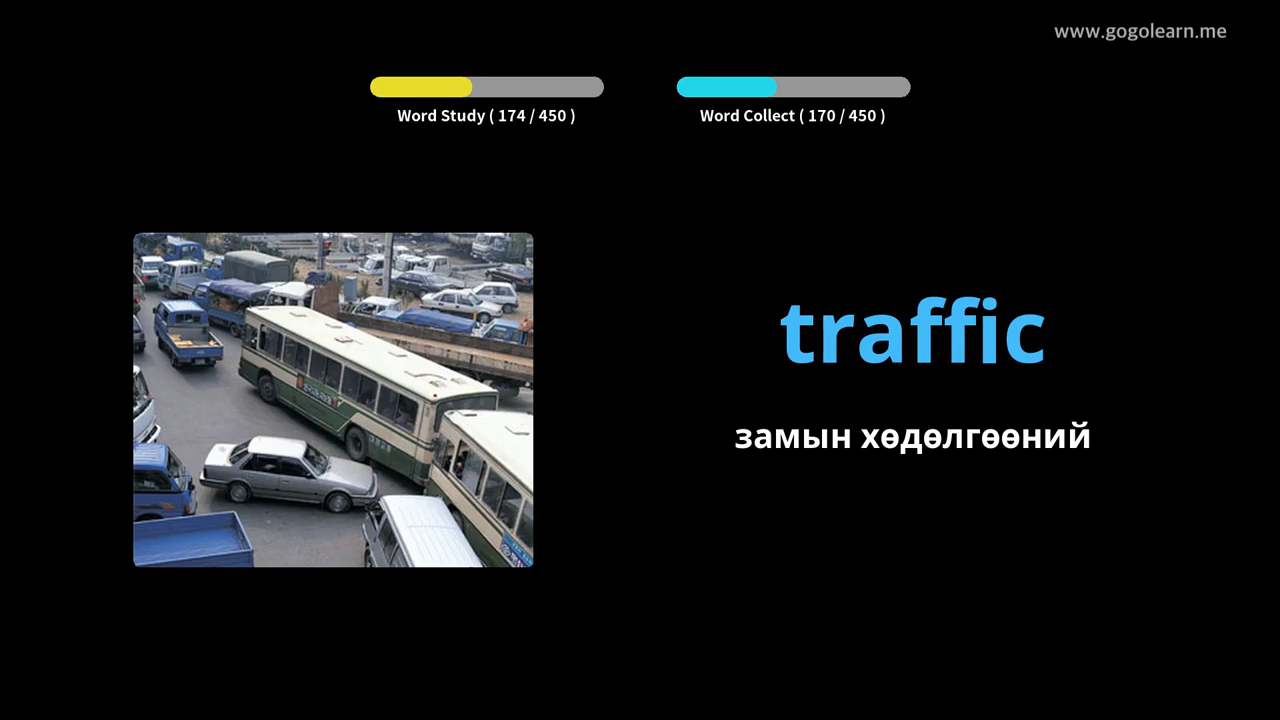 www.gogolearn.me
Word Study ( 174 / 450 )
Word Collect ( 170 / 450 )
traffic
замын хөдөлгөөний